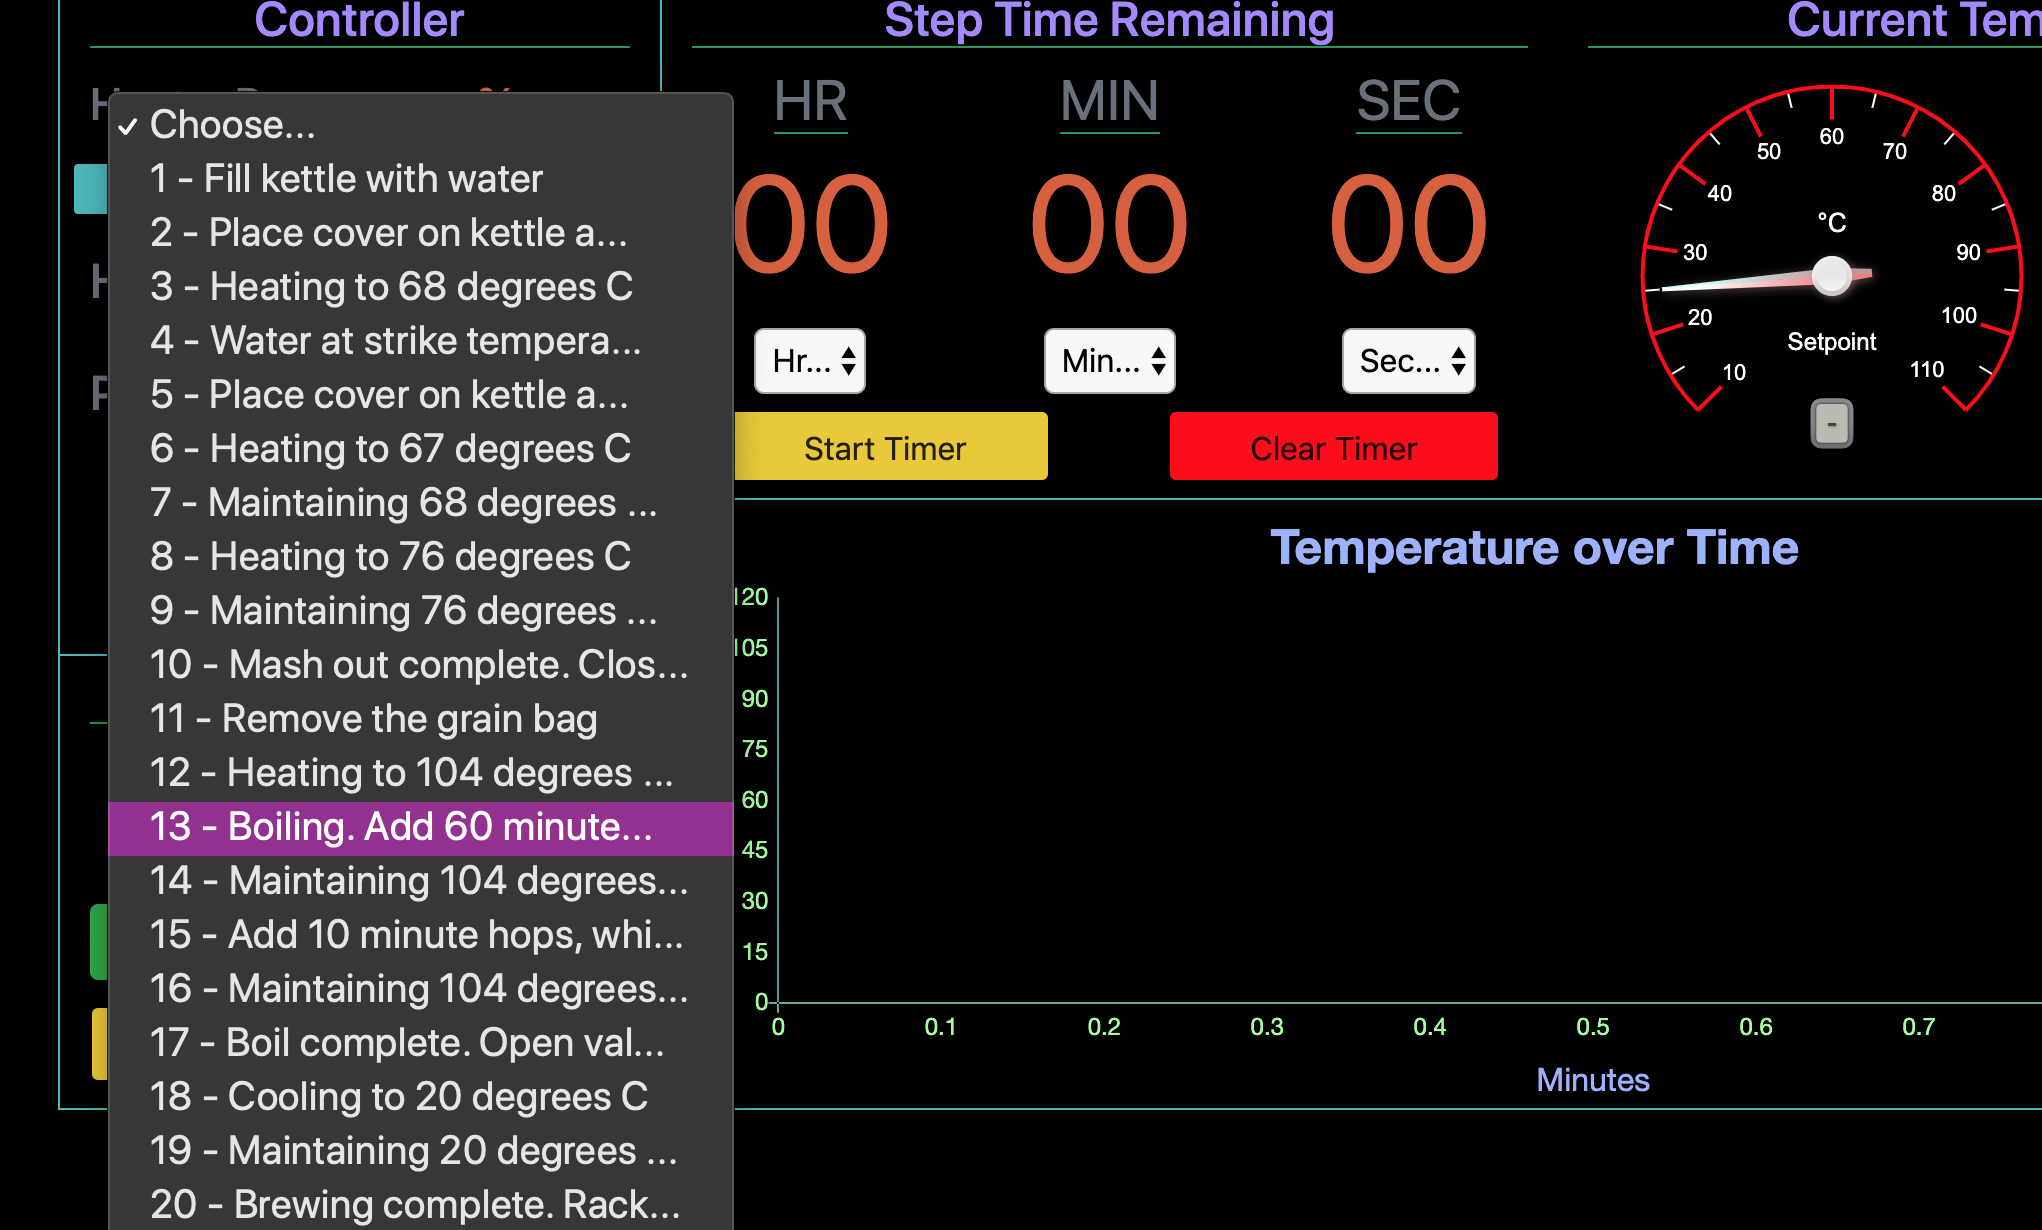 Controller
Step Time Remaining
Current Tem
✓ Choose...
1 - Fill kettle with water
2 - Place cover on kettle a...
3 - Heating to 68 degrees C
4 - Water at strike tempera...
5 - Place cover on kettle a...
6 - Heating to 67 degrees C
7 - Maintaining 68 degrees ...
8 - Heating to 76 degrees C
9 - Maintaining 76 degrees ...
10 - Mash out complete. Clos...
11 - Remove the grain bag
12 - Heating to 104 degrees ...
13 - Boiling. Add 60 minute...
14 - Maintaining 104 degrees...
15 - Add 10 minute hops, whi...
16 - Maintaining 104 degrees...
17 - Boil complete. Open val...
18 - Cooling to 20 degrees C
19 - Maintaining 20 degrees ...
20 - Brewing complete. Rack...
HR MIN SEC
00 00 00
Hr... Min... Sec...
Start Timer Clear Timer
10 20 30 40 50 60 70 80 90 100 110
°C
Setpoint
-
Temperature over Time
120
105
90
75
60
45
30
15
0
0 0.1 0.2 0.3 0.4 0.5 0.6 0.7
Minutes